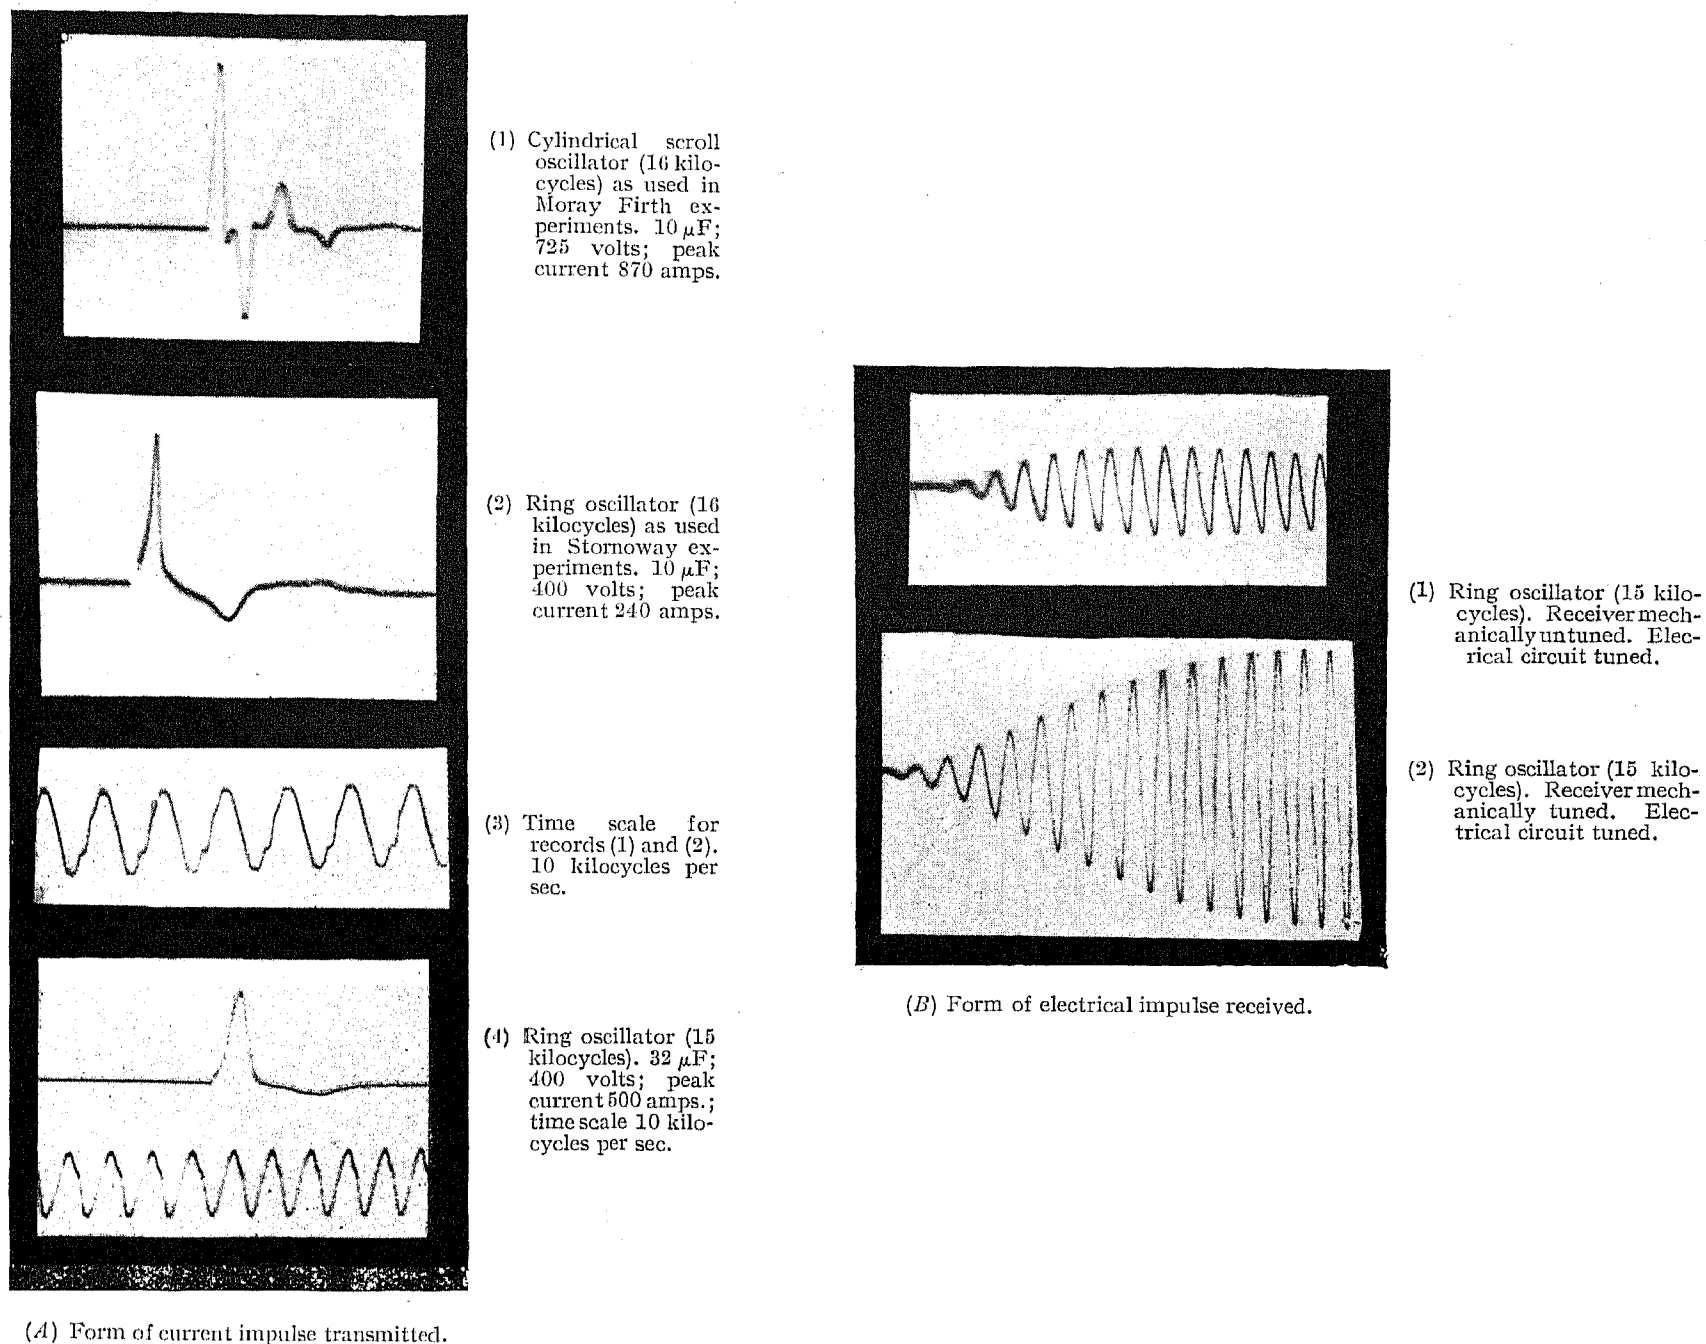 (1) Cylindrical scroll
oscillator (16 kilo-
cycles) as used in
Moray Firth ex-
periments. 10 μF;
725 volts; peak
current 870 amps.
(2) Ring oscillator (16
kilocycles) as used
in Stornoway ex-
periments. 10 μF;
400 volts; peak
current 240 amps.
(3) Time scale for
records (1) and (2).
10 kilocycles per
sec.
(4) Ring oscillator (15
kilocycles). 32 μF;
400 volts; peak
current 500 amps.;
time scale 10 kilo-
cycles per sec.
(A) Form of current impulse transmitted.
(1) Ring oscillator (15 kilo-
cycles). Receiver mech-
anically untuned. Elec-
rical circuit tuned.
(2) Ring oscillator (15 kilo-
cycles). Receiver mech-
anically tuned. Elec-
trical circuit tuned.
(B) Form of electrical impulse received.